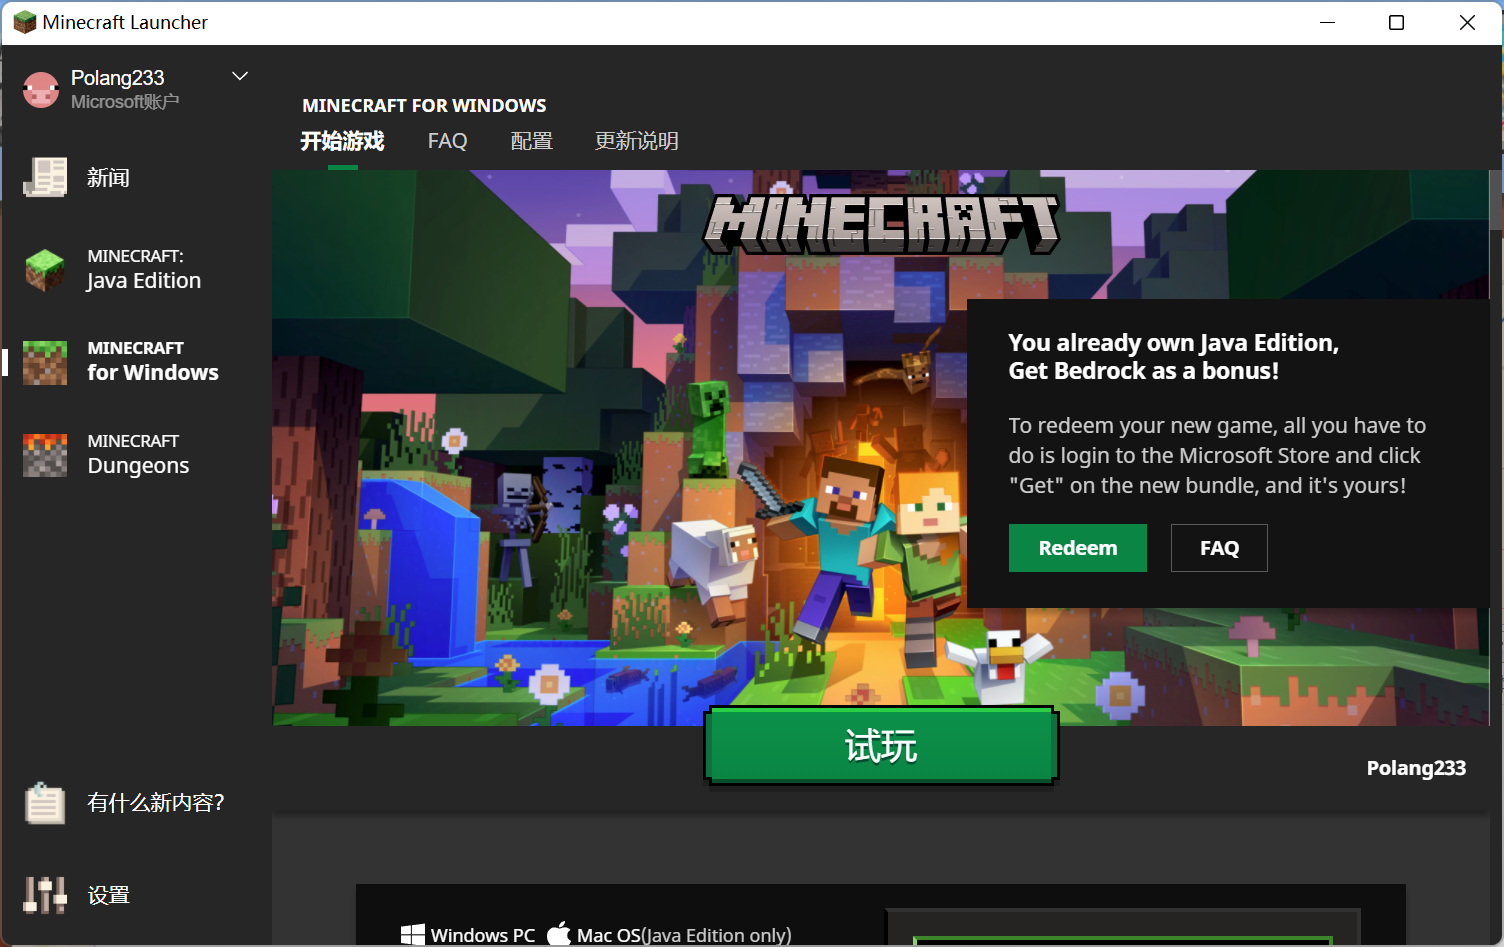 Minecraft Launcher
Polang233
Microsoft账户
新闻
MINECRAFT:
Java Edition
MINECRAFT
for Windows
MINECRAFT
Dungeons
有什么新内容?
设置
MINECRAFT FOR WINDOWS
开始游戏 FAQ 配置 更新说明
MINECRAFT
You already own Java Edition,
Get Bedrock as a bonus!
To redeem your new game, all you have to
do is login to the Microsoft Store and click
"Get" on the new bundle, and it's yours!
Redeem FAQ
试玩
Polang233
Windows PC Mac OS(Java Edition only)